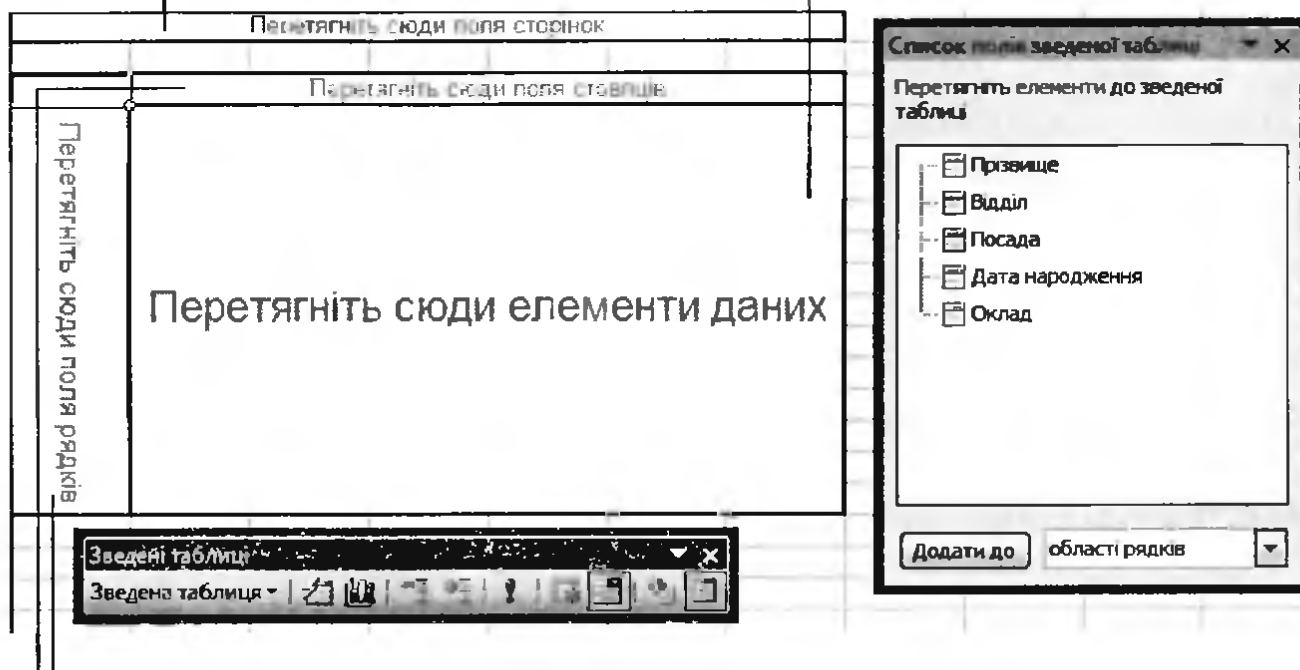 Перетягніть сюди поля сторінок
Перетягніть сюди поля стовпців
Перетягніть сюди поля рядків
Перетягніть сюди елементи даних
Зведені таблиці
Зведена таблиця
Список полів зведеної таблиці
Перетягніть елементи до зведеної
таблиці
Прізвище
Відділ
Посада
Дата народження
Оклад
Додати до
області рядків